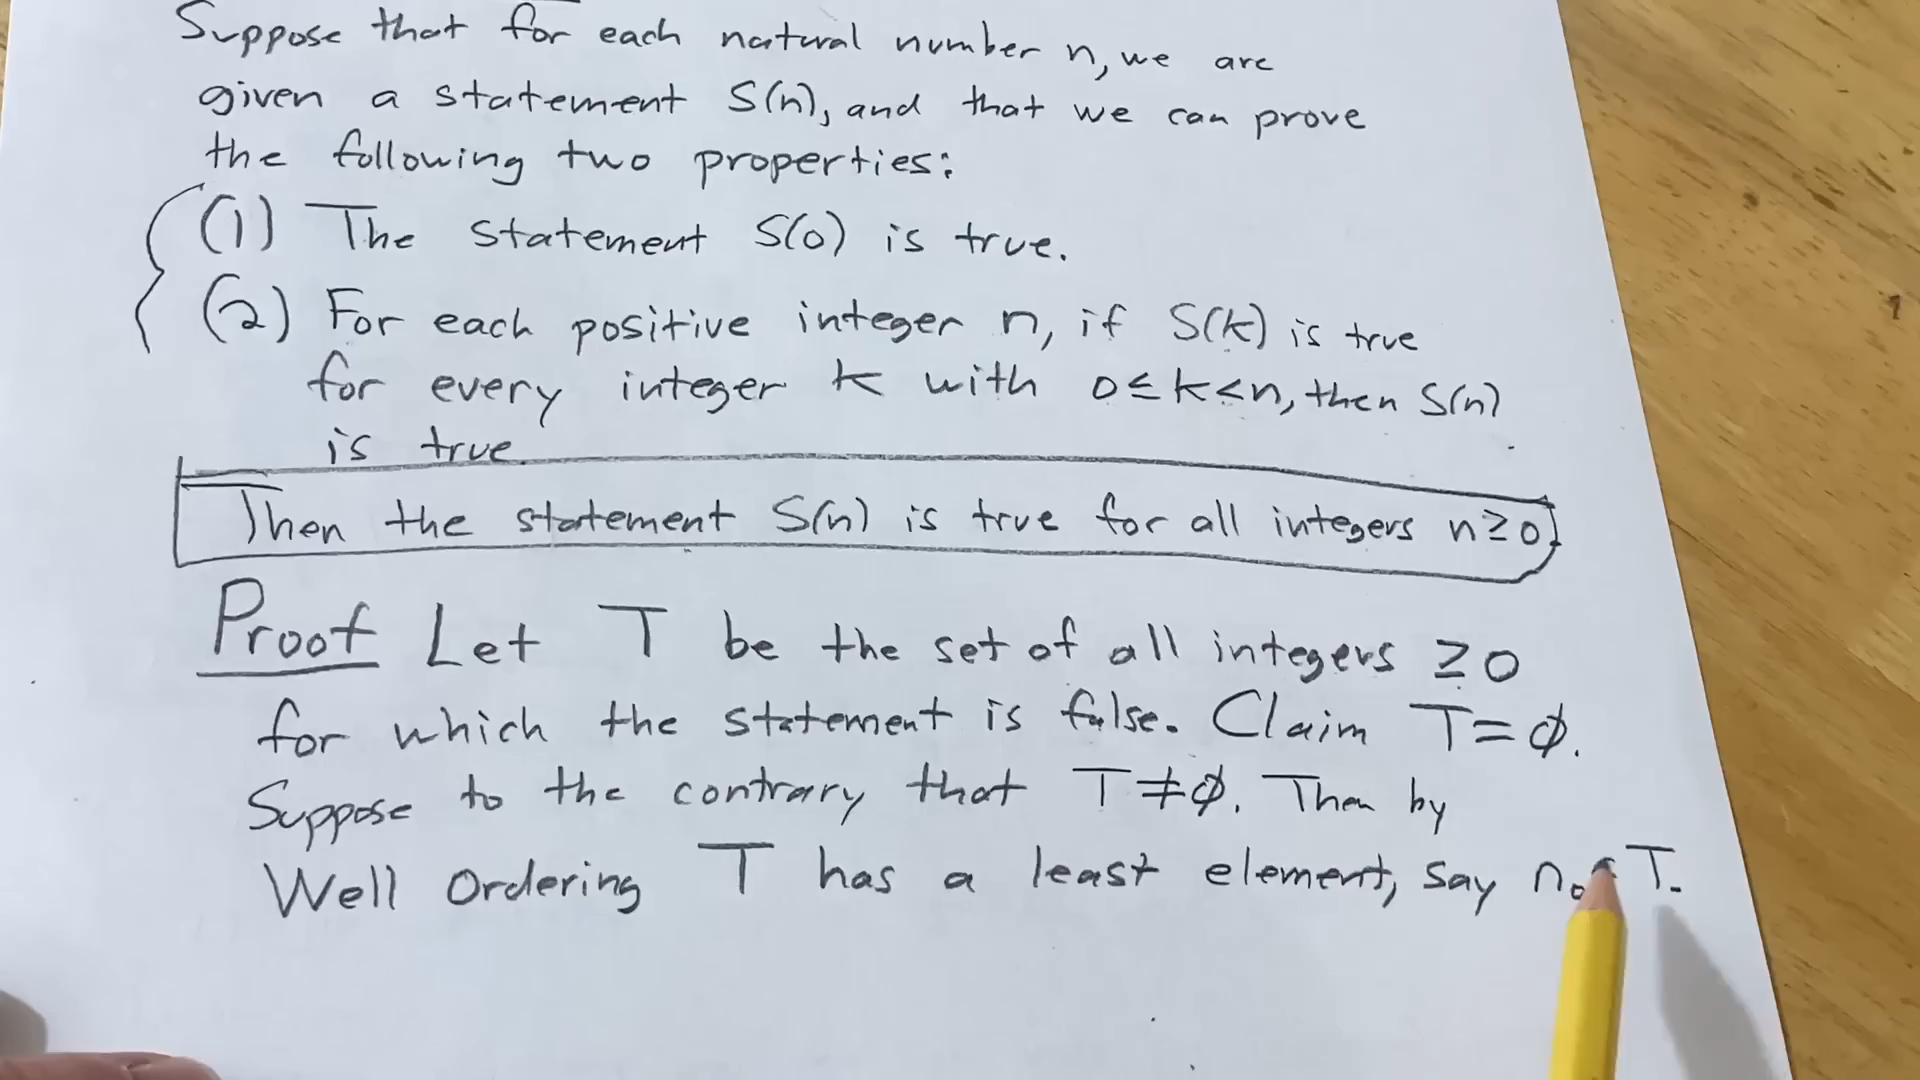 Suppose that for each natural number n, we are
given a statement S(n), and that we can prove
the following two properties:
(1) The statement S(0) is true.
(2) For each positive integer n, if S(k) is true
for every integer k with 0≤k<n, then S(n)
is true.
Then the statement S(n) is true for all integers n≥0.
Proof Let T be the set of all integers ≥0
for which the statement is false. Claim T=∅.
Suppose to the contrary that T≠∅. Then by
Well Ordering T has a least element, say n₀ T.